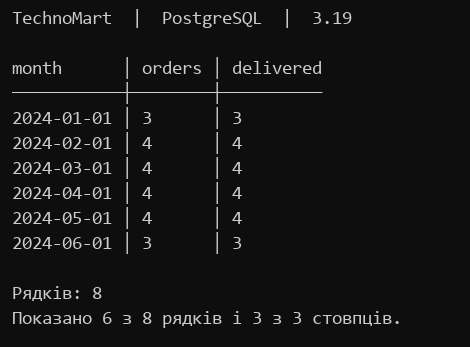 TechnoMart | PostgreSQL | 3.19
month | orders | delivered
2024-01-01 | 3 | 3
2024-02-01 | 4 | 4
2024-03-01 | 4 | 4
2024-04-01 | 4 | 4
2024-05-01 | 4 | 4
2024-06-01 | 3 | 3
Рядків: 8
Показано 6 з 8 рядків і 3 з 3 стовпців.